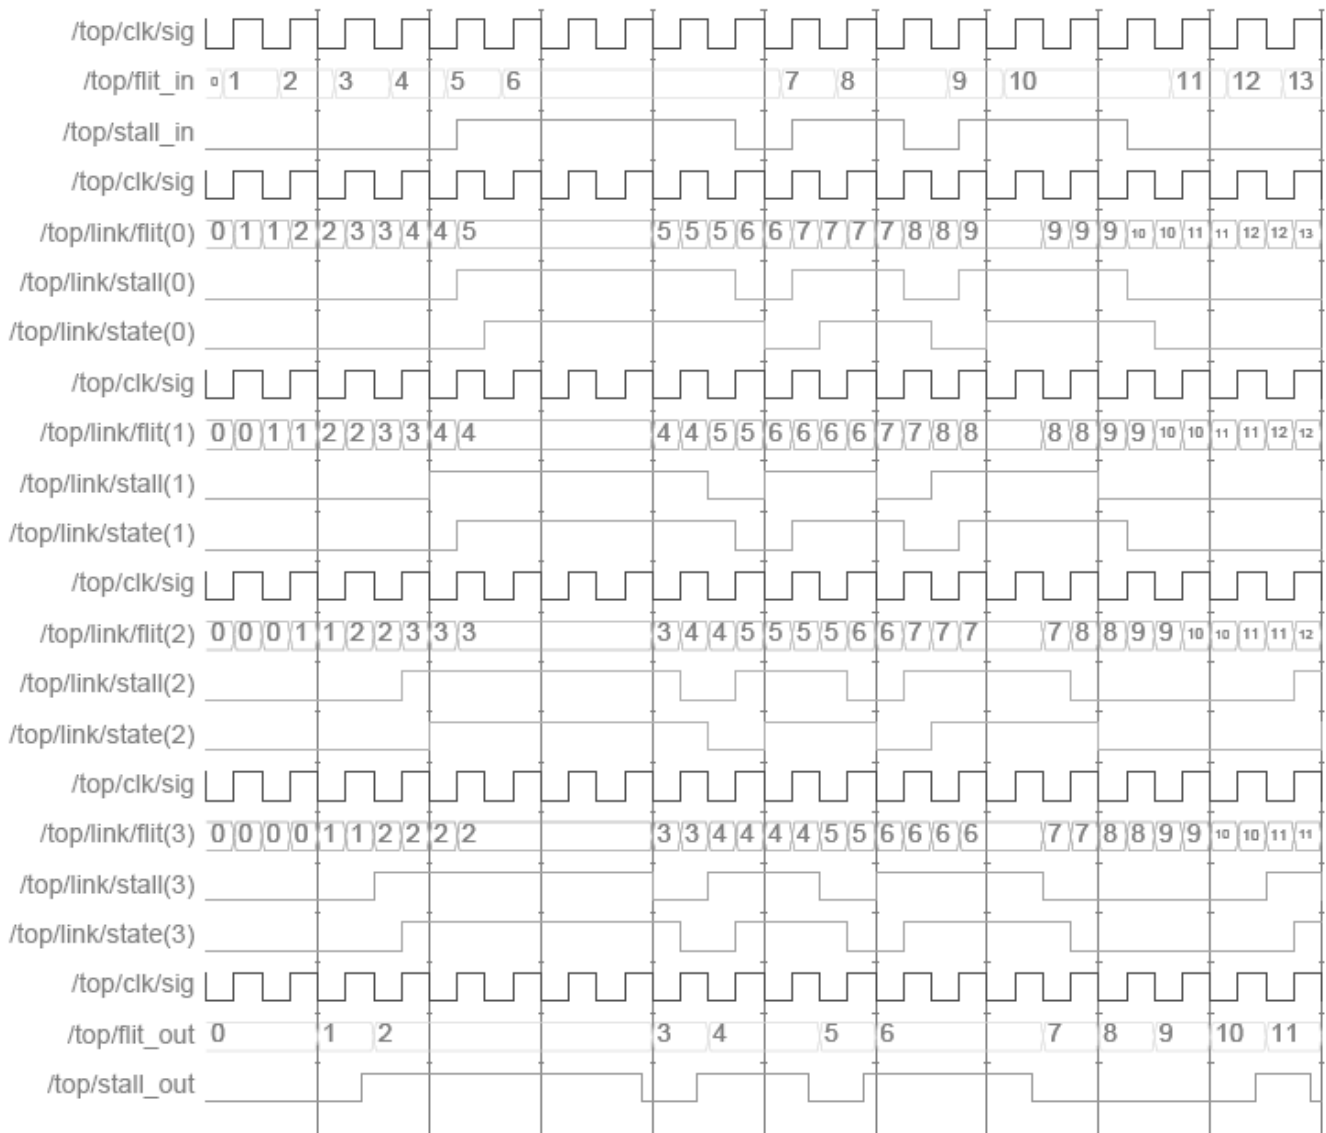 /top/clk/sig
/top/flit_in 0 1 2 3 4 5 6 7 8 9 10 11 12 13
/top/stall_in
/top/clk/sig
/top/link/flit(0) 0 1 1 2 2 3 3 4 4 5 5 5 5 6 6 7 7 7 7 8 8 9 9 9 9 10 10 11 11 12 12 13
/top/link/stall(0)
/top/link/state(0)
/top/clk/sig
/top/link/flit(1) 0 0 1 1 2 2 3 3 4 4 4 4 5 5 6 6 6 6 7 7 8 8 8 8 9 9 10 10 11 11 12 12
/top/link/stall(1)
/top/link/state(1)
/top/clk/sig
/top/link/flit(2) 0 0 0 1 1 2 2 3 3 3 3 4 4 5 5 5 5 6 6 7 7 7 7 8 8 9 9 10 10 11 11 12
/top/link/stall(2)
/top/link/state(2)
/top/clk/sig
/top/link/flit(3) 0 0 0 0 1 1 2 2 2 2 3 3 4 4 4 4 5 5 6 6 6 6 7 7 8 8 9 9 10 10 11 11
/top/link/stall(3)
/top/link/state(3)
/top/clk/sig
/top/flit_out 0 1 2 3 4 5 6 7 8 9 10 11
/top/stall_out